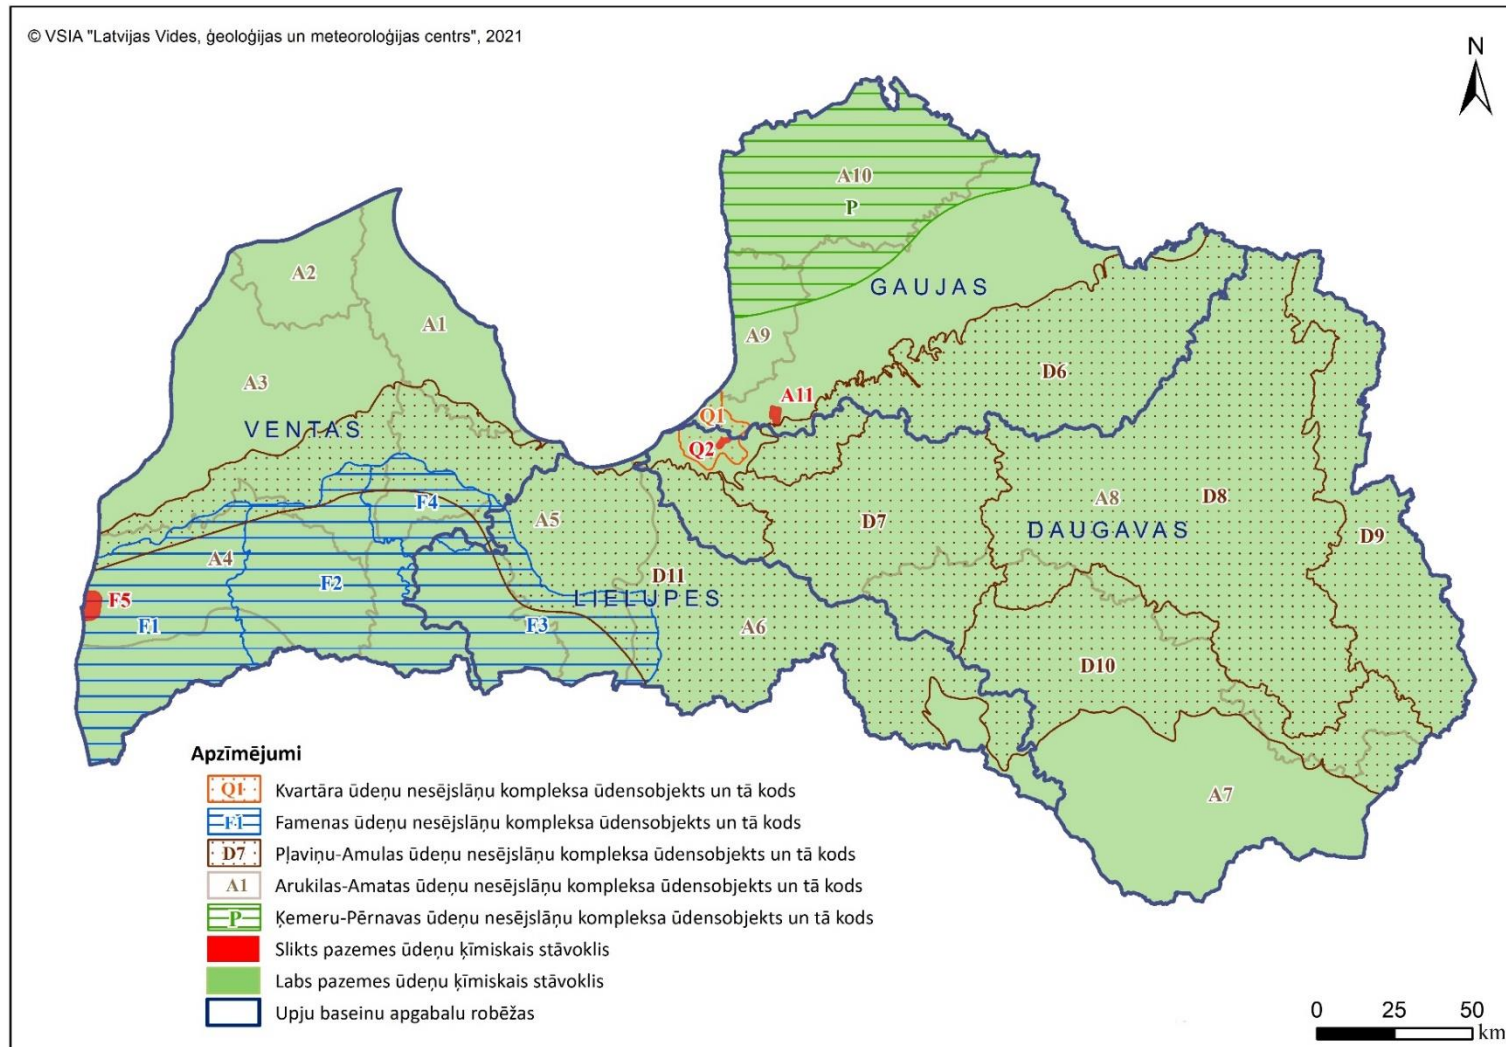 © VSIA "Latvijas Vides, ģeoloģijas un meteoroloģijas centrs", 2021
N
A10
P
A2
GAUJAS
A1
A9
A3
D6
A11
Q1
VENTAS
Q2
F4
A5
D7
A8
D8
DAUGAVAS
D9
A4
F2
D11
F5
LIELUPES
F1
F3
A6
D10
A7
Apzīmējumi
Q1 Kvartāra ūdeņu nesējslāņu kompleksa ūdensobjekts un tā kods
F1 Famenas ūdeņu nesējslāņu kompleksa ūdensobjekts un tā kods
D7 Pļaviņu-Amulas ūdeņu nesējslāņu kompleksa ūdensobjekts un tā kods
A1 Arukilas-Amatas ūdeņu nesējslāņu kompleksa ūdensobjekts un tā kods
P Ķemeru-Pērnavas ūdeņu nesējslāņu kompleksa ūdensobjekts un tā kods
Slikts pazemes ūdeņu ķīmiskais stāvoklis
Labs pazemes ūdeņu ķīmiskais stāvoklis
Upju baseinu apgabalu robēžas
0 25 50
km